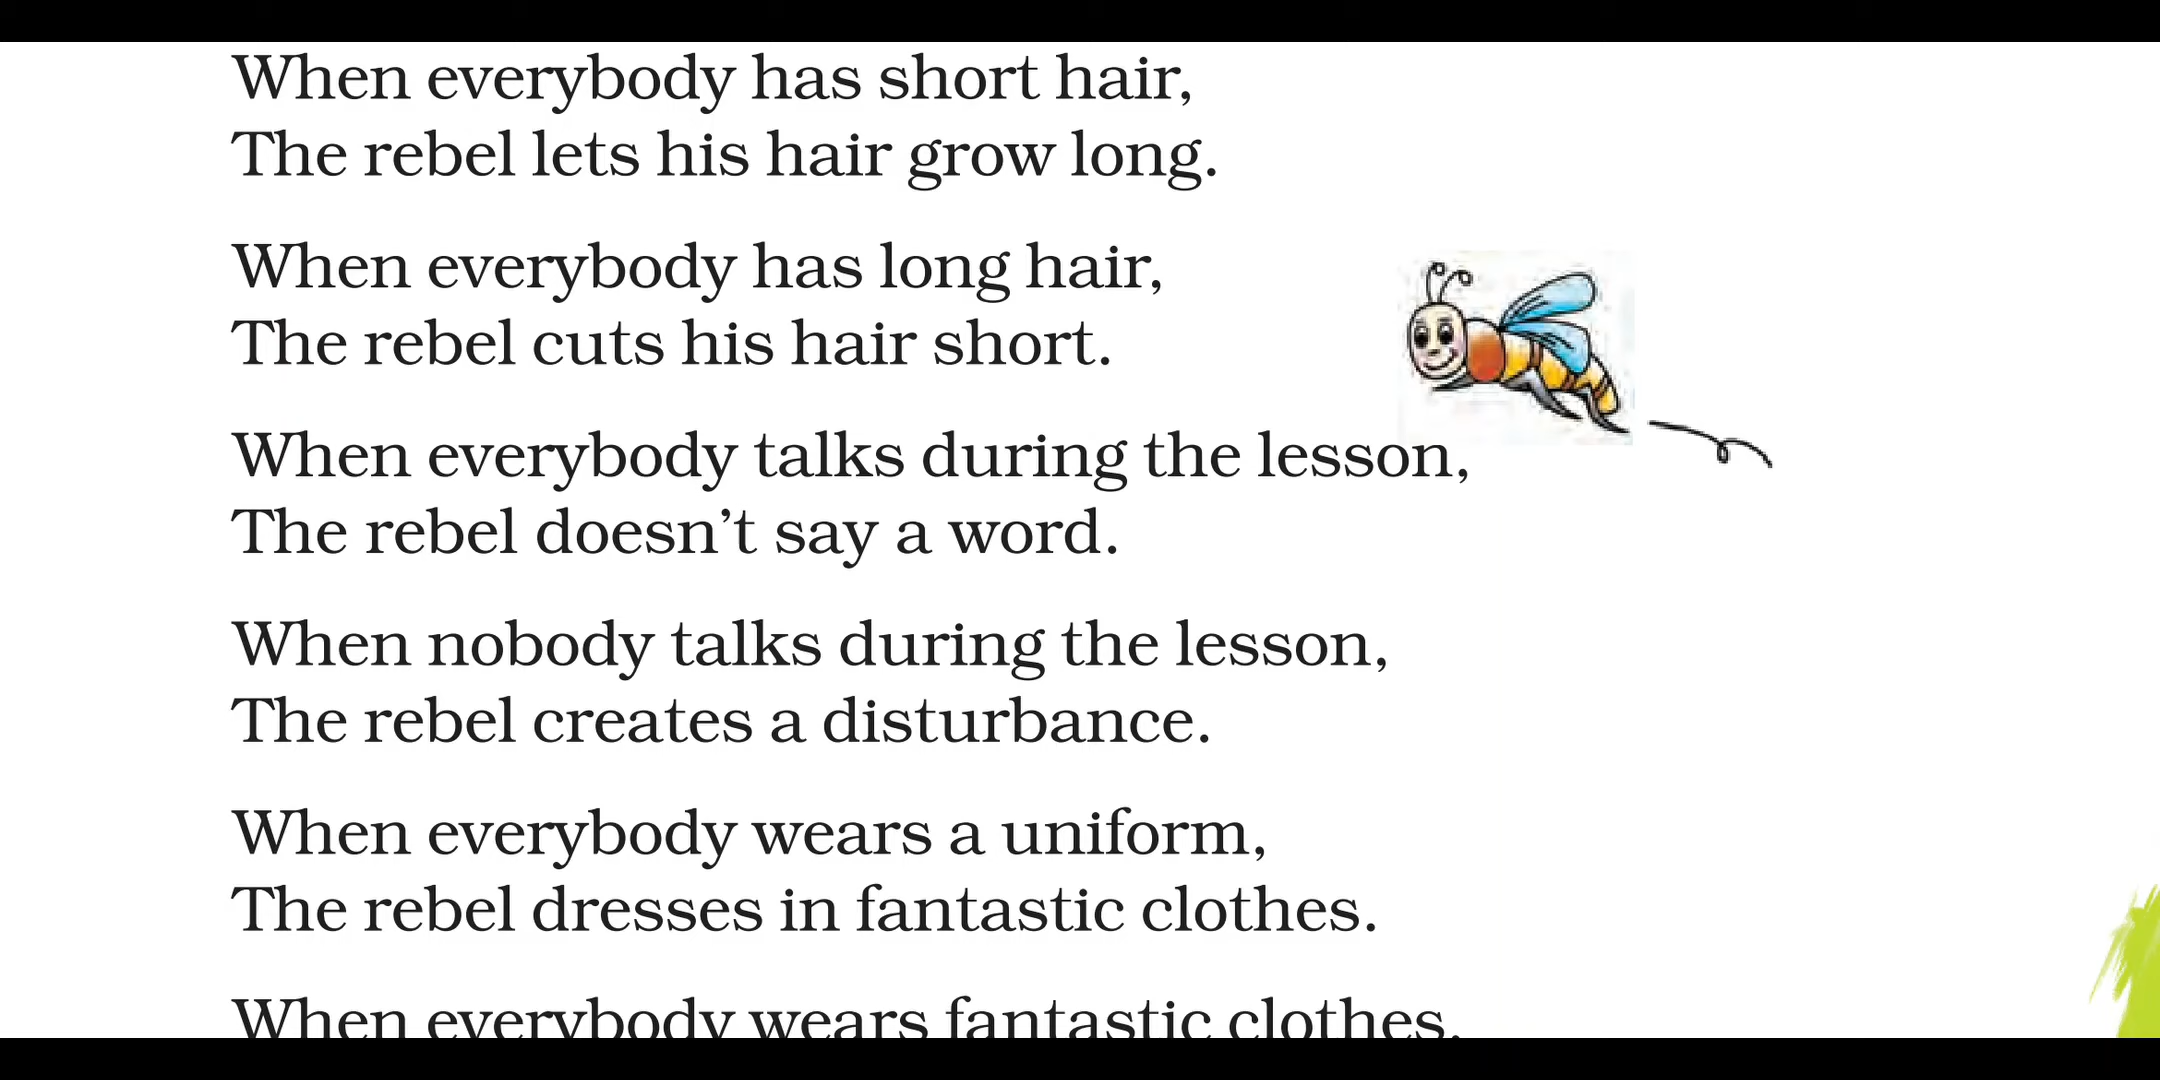 When everybody has short hair,
The rebel lets his hair grow long.
When everybody has long hair,
The rebel cuts his hair short.
When everybody talks during the lesson,
The rebel doesn’t say a word.
When nobody talks during the lesson,
The rebel creates a disturbance.
When everybody wears a uniform,
The rebel dresses in fantastic clothes.
When everybody wears fantastic clothes,